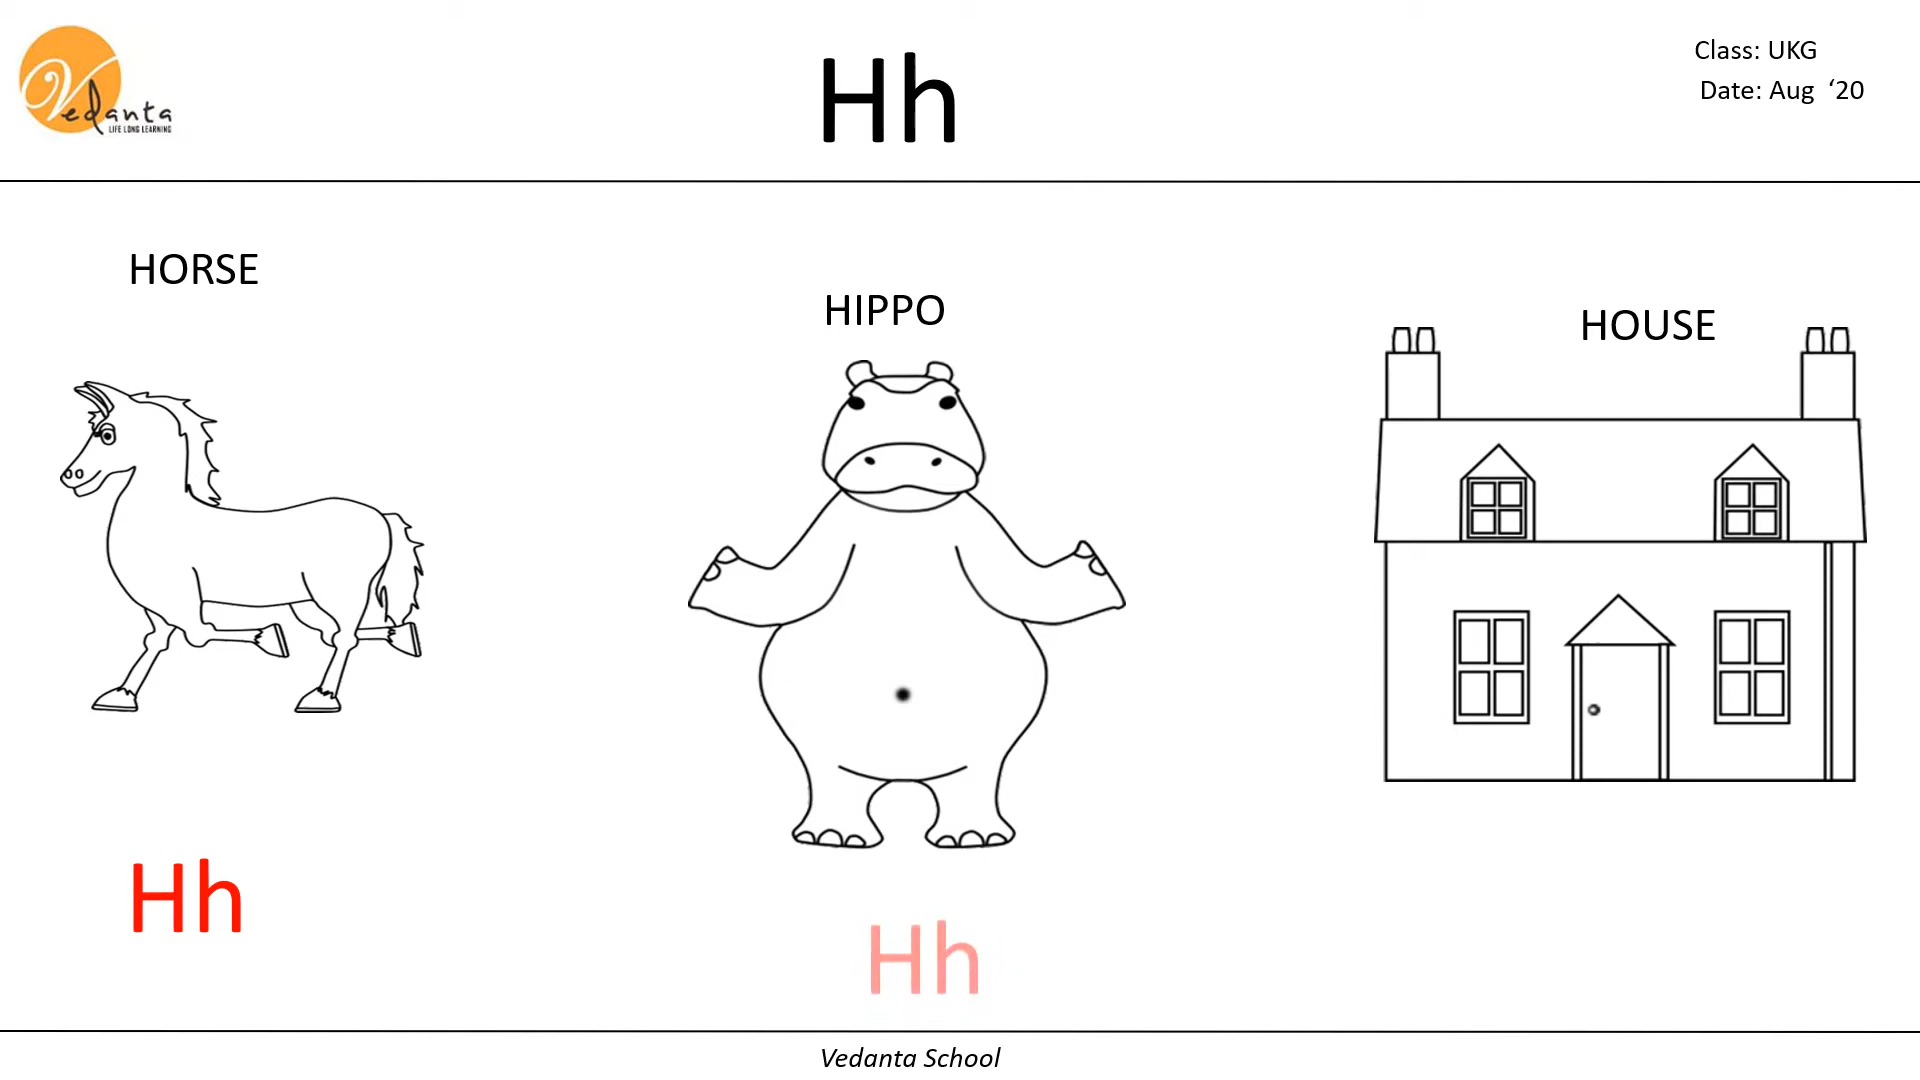 Vedanta
LIFE LONG LEARNING
Hh
Class: UKG
Date: Aug ‘20
HORSE
HIPPO
HOUSE
Hh
Hh
Vedanta School